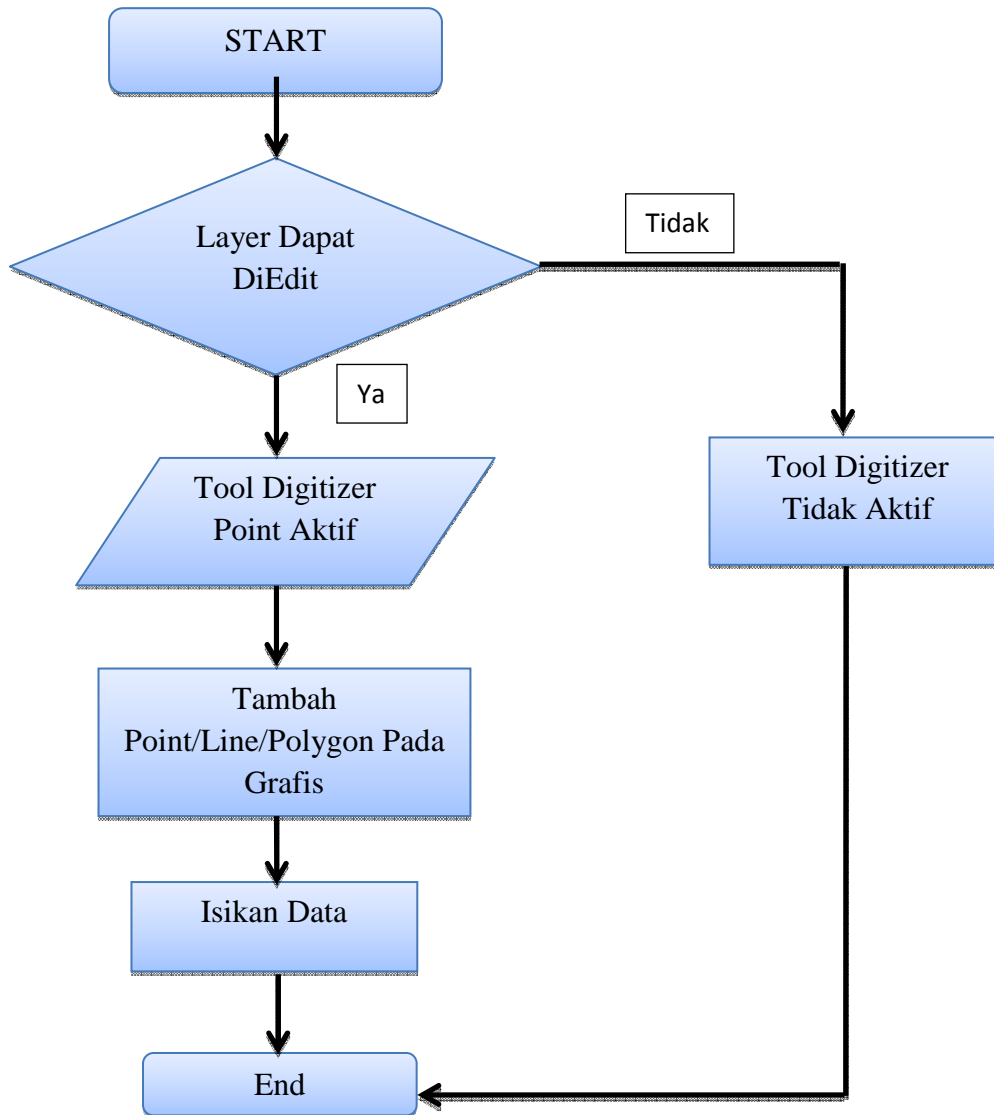 START
Layer Dapat
DiEdit
Tidak
Ya
Tool Digitizer
Point Aktif
Tool Digitizer
Tidak Aktif
Tambah
Point/Line/Polygon Pada
Grafis
Isikan Data
End